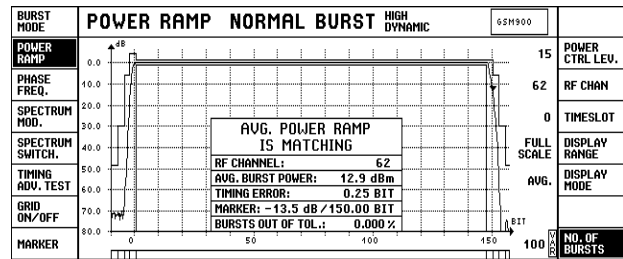 BURST MODE
POWER RAMP NORMAL BURST HIGH DYNAMIC
GSM900
POWER RAMP
PHASE FREQ.
SPECTRUM MOD.
SPECTRUM SWITCH.
TIMING ADV. TEST
GRID ON/OFF
MARKER
dB
0.0
10.0
20.0
30.0
40.0
50.0
60.0
70.0
80.0
0
50
100
150
BIT
AVG. POWER RAMP
IS MATCHING
RF CHANNEL: 62
AVG. BURST POWER: 12.9 dBm
TIMING ERROR: 0.25 BIT
MARKER: -13.5 dB / 150.00 BIT
BURSTS OUT OF TOL.: 0.000 %
15 POWER CTRL LEV.
62 RF CHAN
0 TIMESLOT
FULL SCALE DISPLAY RANGE
AVG. DISPLAY MODE
100 VAR NO. OF BURSTS